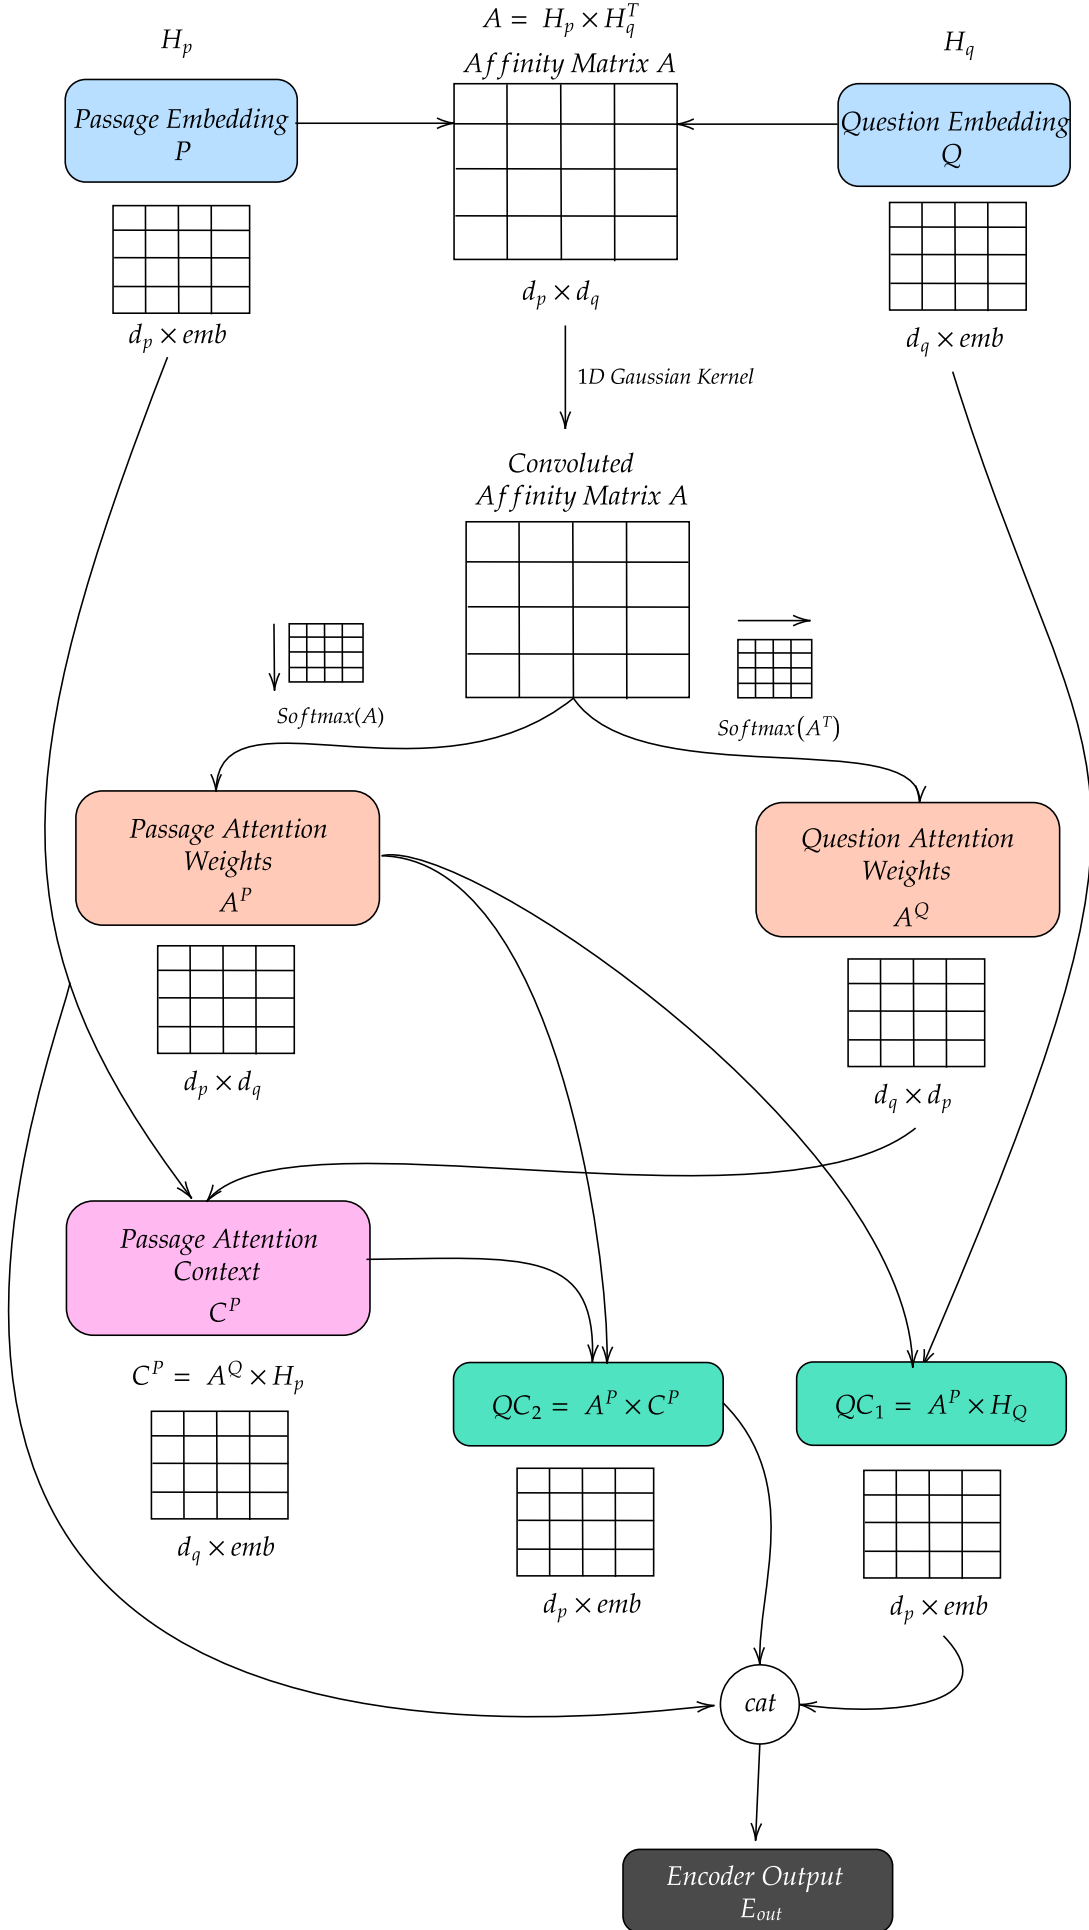 A = H_p × H_q^T
H_p
H_q
Affinity Matrix A
Passage Embedding
P
Question Embedding
Q
d_p × d_q
d_p × emb
d_q × emb
1D Gaussian Kernel
Convoluted
Affinity Matrix A
Softmax(A)
Softmax(A^T)
Passage Attention
Weights
A^P
Question Attention
Weights
A^Q
d_p × d_q
d_q × d_p
Passage Attention
Context
C^P
C^P = A^Q × H_p
QC_2 = A^P × C^P
QC_1 = A^P × H_Q
d_q × emb
d_p × emb
d_p × emb
cat
Encoder Output
E_out